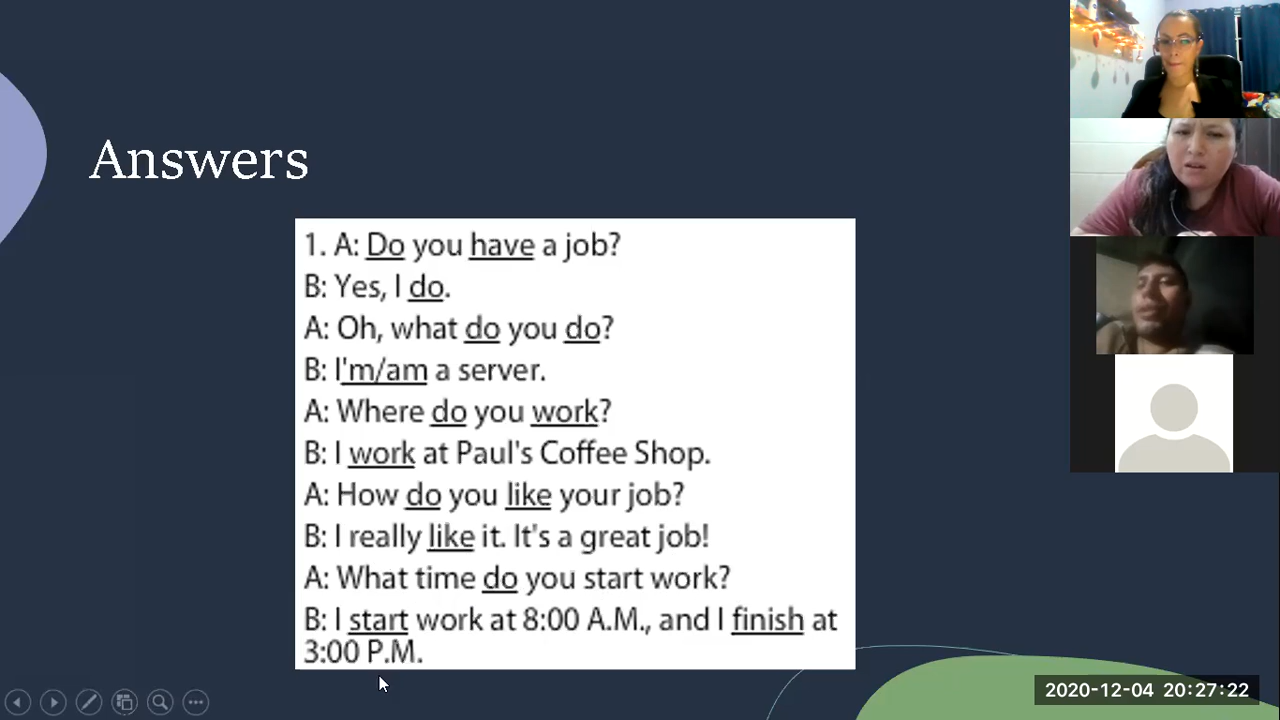 Answers
1. A: Do you have a job?
B: Yes, I do.
A: Oh, what do you do?
B: I'm/am a server.
A: Where do you work?
B: I work at Paul's Coffee Shop.
A: How do you like your job?
B: I really like it. It's a great job!
A: What time do you start work?
B: I start work at 8:00 A.M., and I finish at
3:00 P.M.
2020-12-04 20:27:22